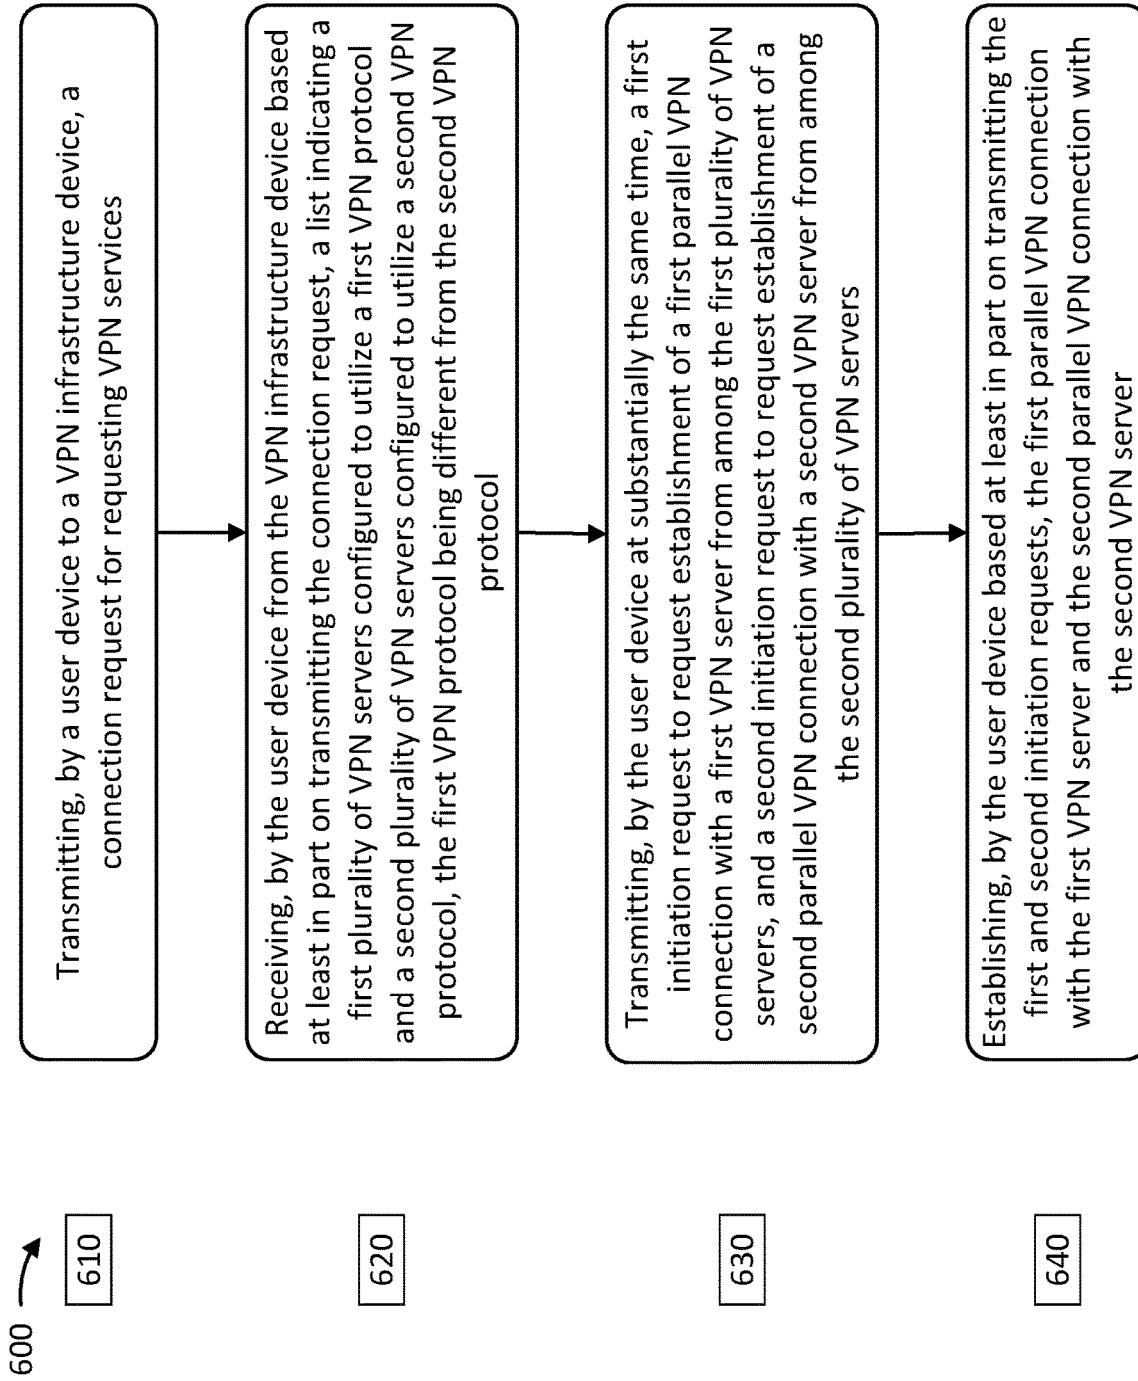 600
610
Transmitting, by a user device to a VPN infrastructure device, a
connection request for requesting VPN services
620
Receiving, by the user device from the VPN infrastructure device based
at least in part on transmitting the connection request, a list indicating a
first plurality of VPN servers configured to utilize a first VPN protocol
and a second plurality of VPN servers configured to utilize a second VPN
protocol, the first VPN protocol being different from the second VPN
protocol
630
Transmitting, by the user device at substantially the same time, a first
initiation request to request establishment of a first parallel VPN
connection with a first VPN server from among the first plurality of VPN
servers, and a second initiation request to request establishment of a
second parallel VPN connection with a second VPN server from among
the second plurality of VPN servers
640
Establishing, by the user device based at least in part on transmitting the
first and second initiation requests, the first parallel VPN connection
with the first VPN server and the second parallel VPN connection with
the second VPN server